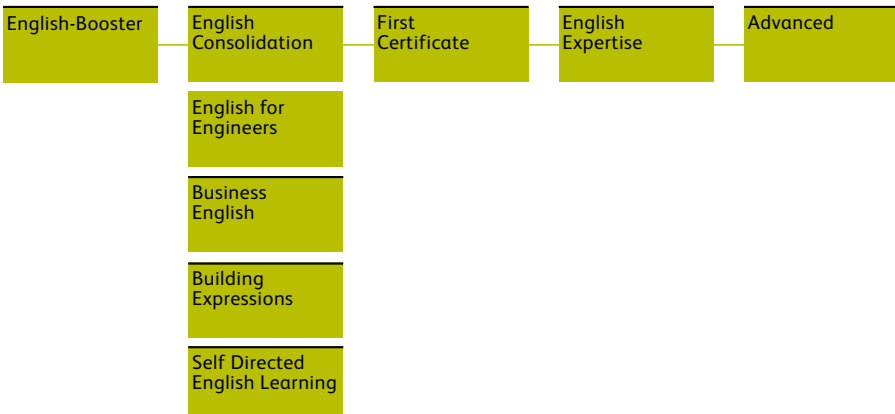 English-Booster
English
Consolidation
First
Certificate
English
Expertise
Advanced
English for
Engineers
Business
English
Building
Expressions
Self Directed
English Learning